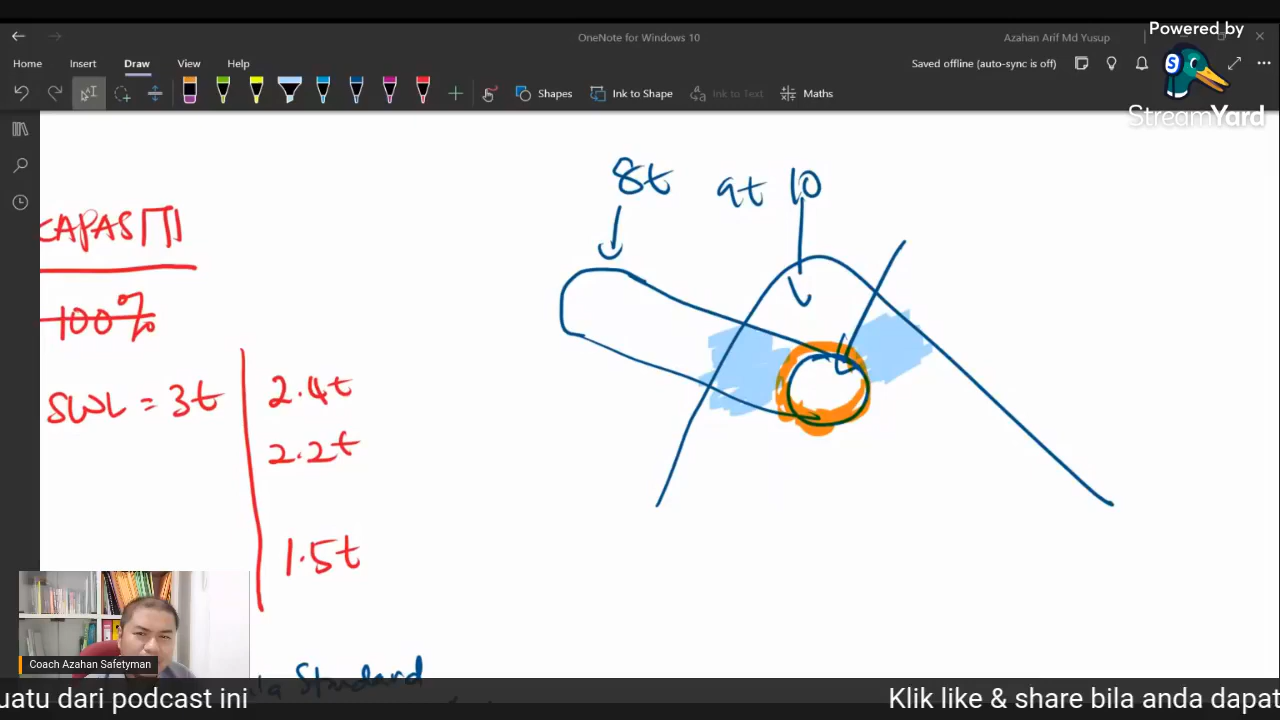 Powered by
StreamYard
OneNote for Windows 10
Azahan Arif Md Yusup
Home Insert Draw View Help
Saved offline (auto-sync is off)
Shapes Ink to Shape Ink to Text Maths
8t at 10
KAPASITI
100%
SWL = 3t
2.4t
2.2t
1.5t
Standard
Coach Azahan Safetyman
uatu dari podcast ini
Klik like & share bila anda dapat